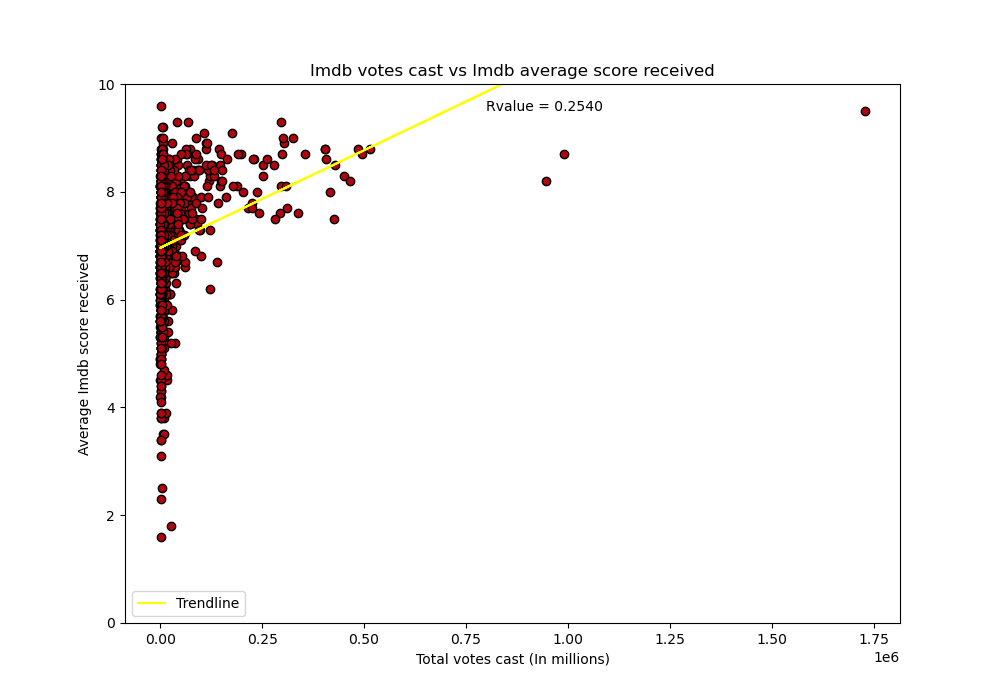 Imdb votes cast vs Imdb average score received
Rvalue = 0.2540
Average Imdb score received
10
8
6
4
2
0
Trendline
0.00 0.25 0.50 0.75 1.00 1.25 1.50 1.75
1e6
Total votes cast (In millions)